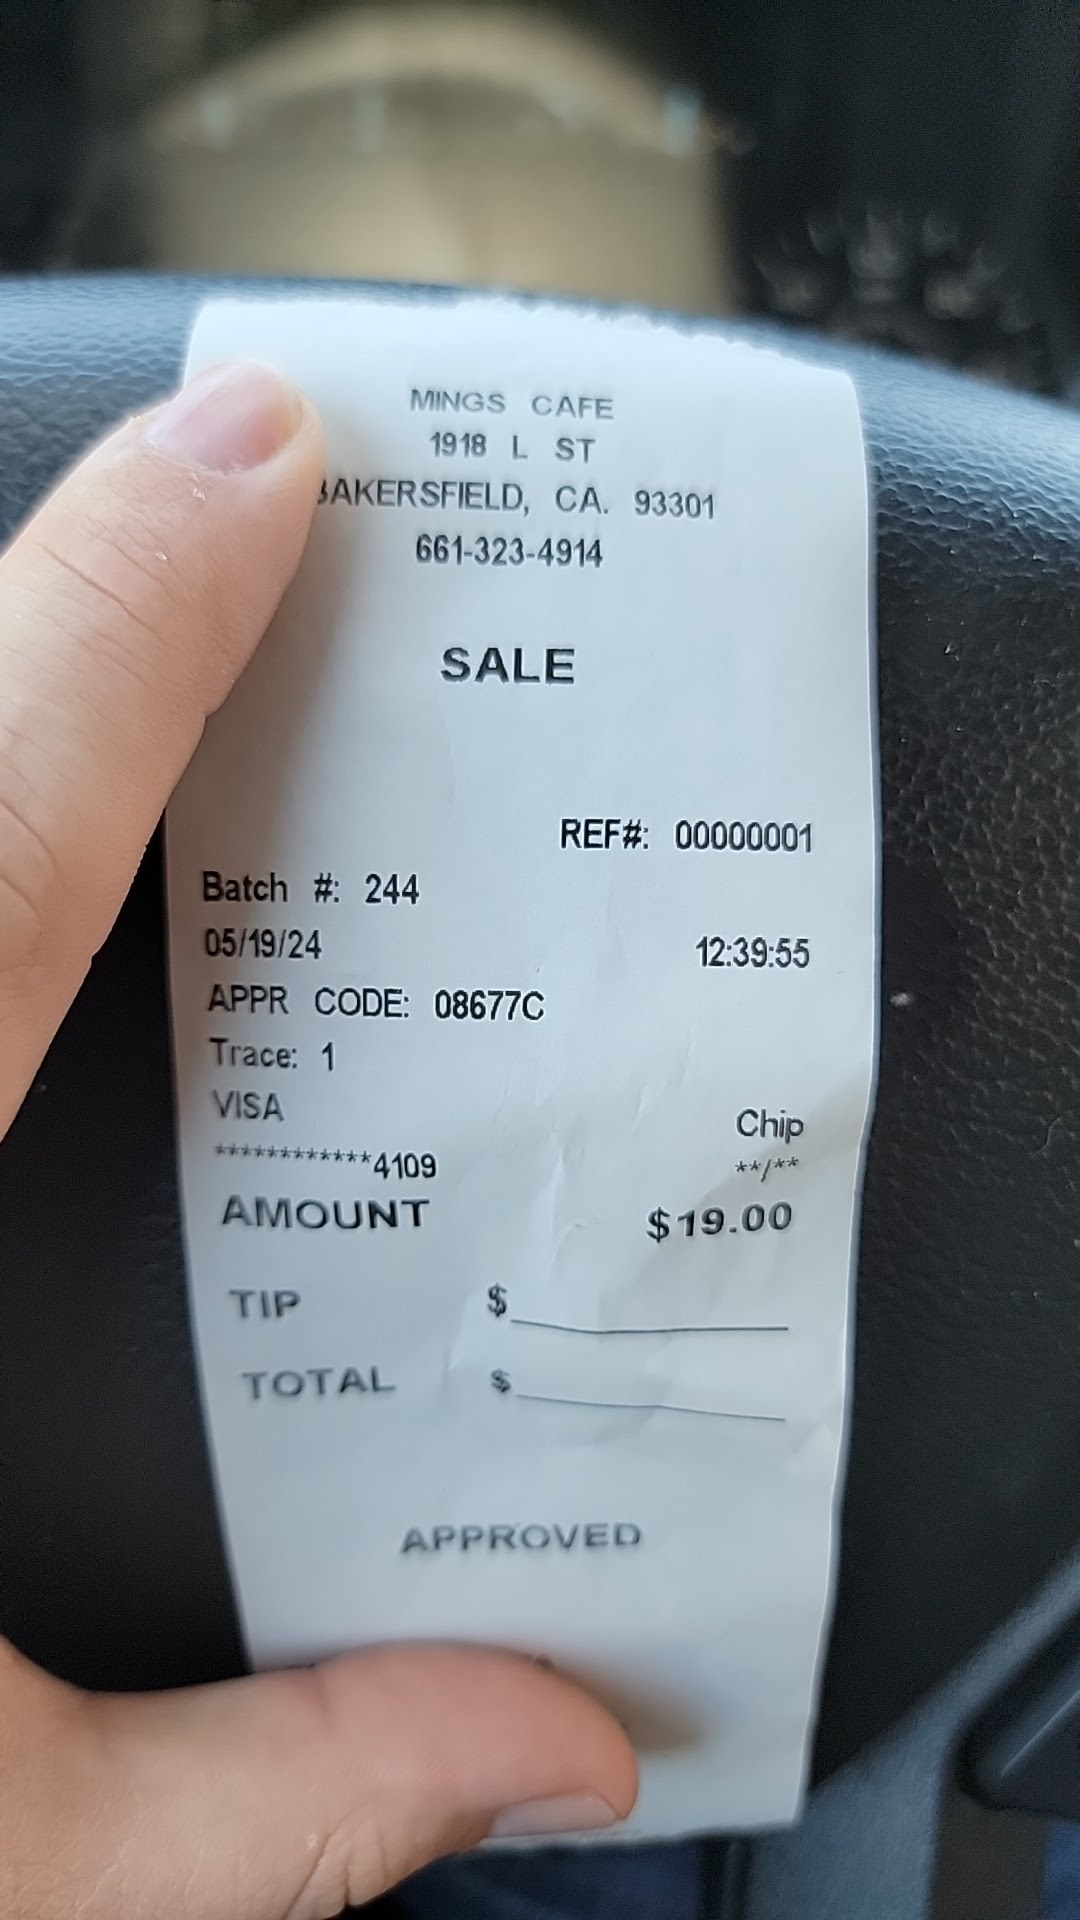 MINGS CAFE
1918 L ST
BAKERSFIELD, CA. 93301
661-323-4914
SALE
REF#: 00000001
Batch #: 244
05/19/24 12:39:55
APPR CODE: 08677C
Trace: 1
VISA Chip
************4109 **/**
AMOUNT $19.00
TIP $
TOTAL $
APPROVED